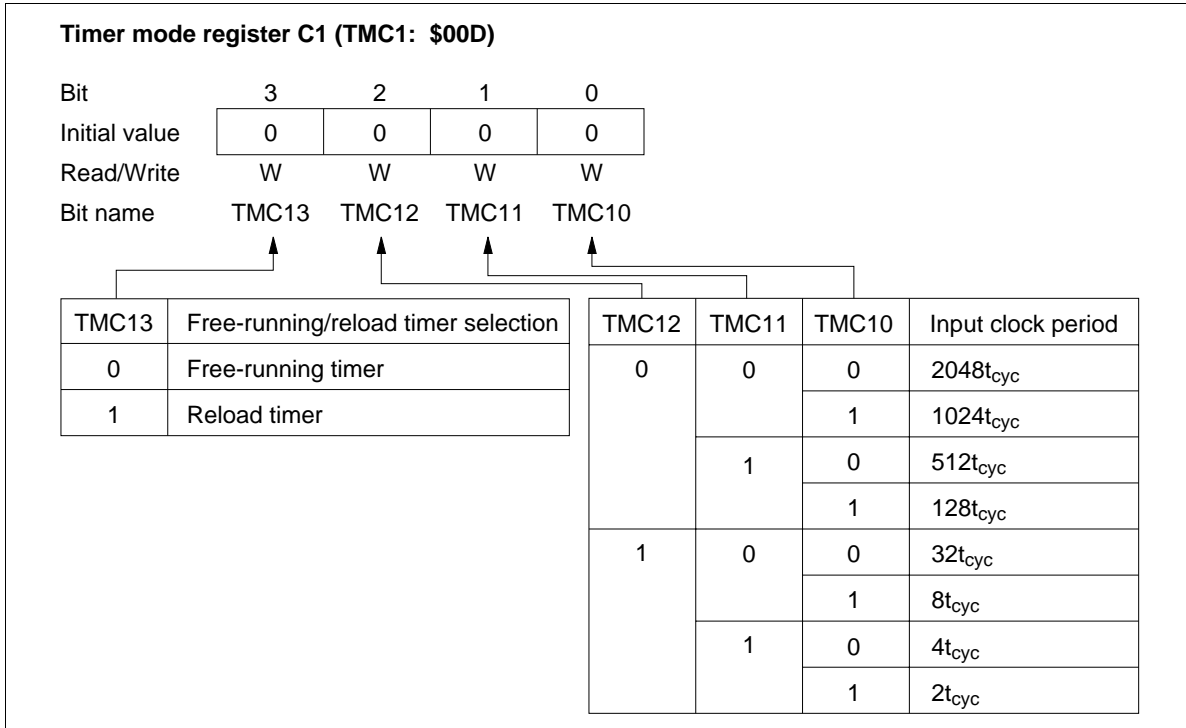 Timer mode register C1 (TMC1: $00D)
Bit 3 2 1 0
Initial value 0 0 0 0
Read/Write W W W W
Bit name TMC13 TMC12 TMC11 TMC10
TMC13 Free-running/reload timer selection
0 Free-running timer
1 Reload timer
TMC12 TMC11 TMC10 Input clock period
0 0 0 2048tcyc
1 1024tcyc
1 0 512tcyc
1 128tcyc
1 0 0 32tcyc
1 8tcyc
1 0 4tcyc
1 2tcyc